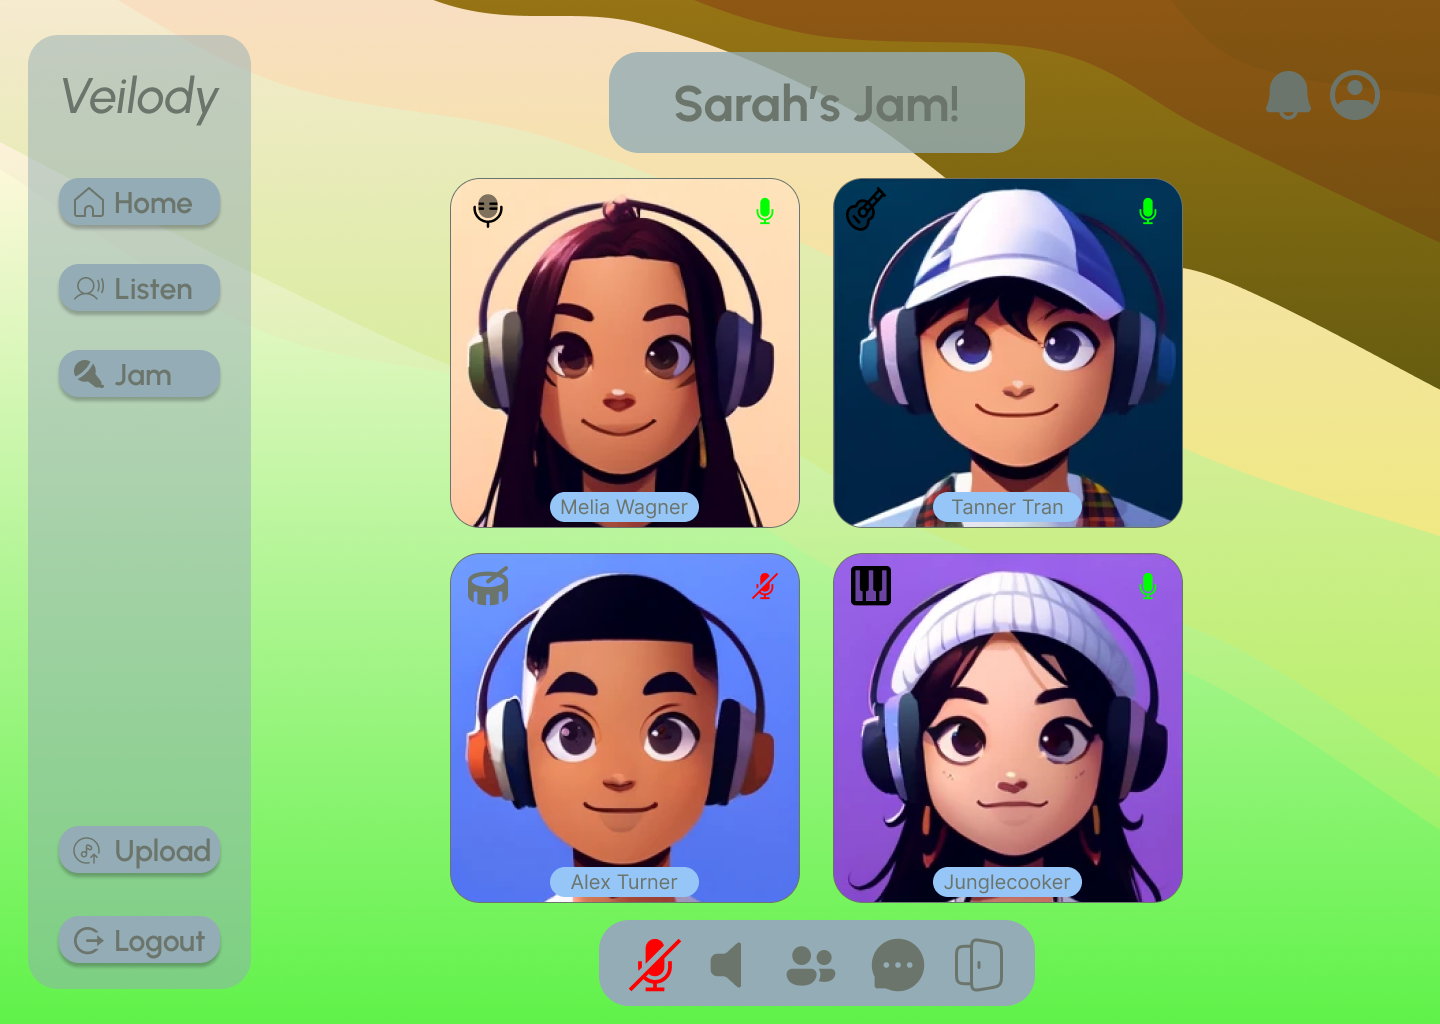 Veilody
Sarah's Jam!
Home
Listen
Jam
Melia Wagner
Tanner Tran
Alex Turner
Junglecooker
Upload
Logout